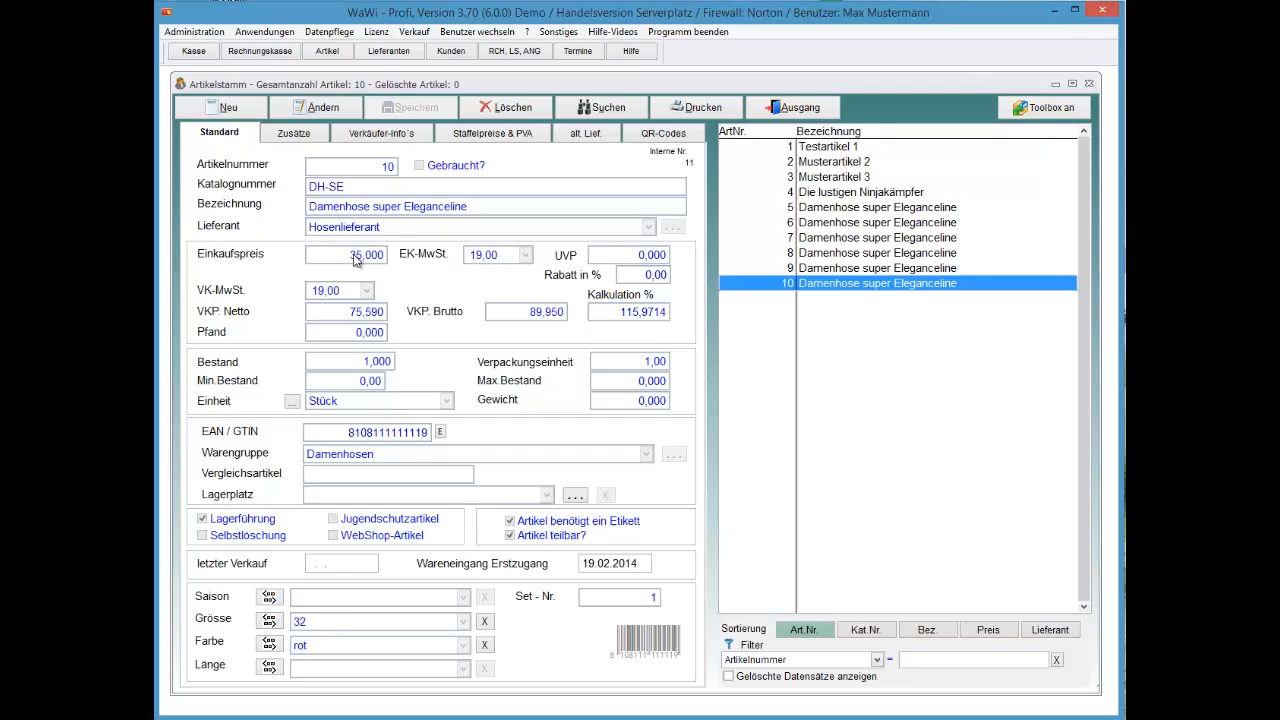 WaWi - Profi, Version 3.70 (6.0.0) Demo / Handelsversion Serverplatz / Firewall: Norton / Benutzer: Max Mustermann
Administration Anwendungen Datenpflege Lizenz Verkauf Benutzer wechseln ? Sonstiges Hilfe-Videos Programm beenden
Kasse Rechnungskasse Artikel Lieferanten Kunden RCH, LS, ANG Termine Hilfe
Artikelstamm - Gesamtanzahl Artikel: 10 - Gelöschte Artikel: 0
Neu Ändern Speichern Löschen Suchen Drucken Ausgang Toolbox an
Standard Zusätze Verkäufer-Info´s Staffelpreise & PVA alt. Lief. QR-Codes
Interne Nr.
11
Artikelnummer 10 Gebraucht?
Katalognummer DH-SE
Bezeichnung Damenhose super Eleganceline
Lieferant Hosenlieferant ...
Einkaufspreis 35,000 EK-MwSt. 19,00 UVP 0,000
Rabatt in % 0,00
VK-MwSt. 19,00 Kalkulation %
VKP. Netto 75,590 VKP. Brutto 89,950 115,9714
Pfand 0,000
Bestand 1,000 Verpackungseinheit 1,00
Min.Bestand 0,00 Max.Bestand 0,000
Einheit ... Stück Gewicht 0,000
EAN / GTIN 8108111111119 E
Warengruppe Damenhosen ...
Vergleichsartikel
Lagerplatz ... X
Lagerführung Jugendschutzartikel Artikel benötigt ein Etikett
Selbstlöschung WebShop-Artikel Artikel teilbar?
letzter Verkauf . . Wareneingang Erstzugang 19.02.2014
Saison X Set - Nr. 1
Grösse 32 X
Farbe rot X
8 108111 111119
Länge X
ArtNr. Bezeichnung
1 Testartikel 1
2 Musterartikel 2
3 Musterartikel 3
4 Die lustigen Ninjakämpfer
5 Damenhose super Eleganceline
6 Damenhose super Eleganceline
7 Damenhose super Eleganceline
8 Damenhose super Eleganceline
9 Damenhose super Eleganceline
10 Damenhose super Eleganceline
Sortierung Art.Nr. Kat.Nr. Bez. Preis Lieferant
Filter
Artikelnummer = X
Gelöschte Datensätze anzeigen